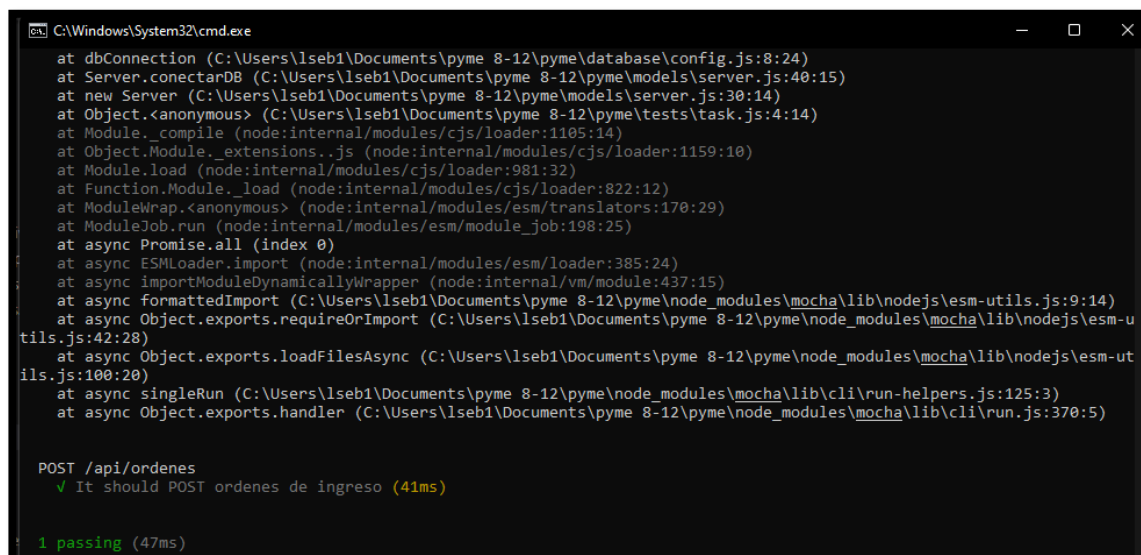 C:\Windows\System32\cmd.exe
at dbConnection (C:\Users\lseb1\Documents\pyme 8-12\pyme\database\config.js:8:24)
at Server.conectarDB (C:\Users\lseb1\Documents\pyme 8-12\pyme\models\server.js:40:15)
at new Server (C:\Users\lseb1\Documents\pyme 8-12\pyme\models\server.js:30:14)
at Object.<anonymous> (C:\Users\lseb1\Documents\pyme 8-12\pyme\tests\task.js:4:14)
at Module._compile (node:internal/modules/cjs/loader:1105:14)
at Object.Module._extensions..js (node:internal/modules/cjs/loader:1159:10)
at Module.load (node:internal/modules/cjs/loader:981:32)
at Function.Module._load (node:internal/modules/cjs/loader:822:12)
at ModuleWrap.<anonymous> (node:internal/modules/esm/translators:170:29)
at ModuleJob.run (node:internal/modules/esm/module_job:198:25)
at async Promise.all (index 0)
at async ESMLoader.import (node:internal/modules/esm/loader:385:24)
at async importModuleDynamicallyWrapper (node:internal/vm/module:437:15)
at async formattedImport (C:\Users\lseb1\Documents\pyme 8-12\pyme\node_modules\mocha\lib\nodejs\esm-utils.js:9:14)
at async Object.exports.requireOrImport (C:\Users\lseb1\Documents\pyme 8-12\pyme\node_modules\mocha\lib\nodejs\esm-u
tils.js:42:28)
at async Object.exports.loadFilesAsync (C:\Users\lseb1\Documents\pyme 8-12\pyme\node_modules\mocha\lib\nodejs\esm-ut
ils.js:100:20)
at async singleRun (C:\Users\lseb1\Documents\pyme 8-12\pyme\node_modules\mocha\lib\cli\run-helpers.js:125:3)
at async Object.exports.handler (C:\Users\lseb1\Documents\pyme 8-12\pyme\node_modules\mocha\lib\cli\run.js:370:5)
POST /api/ordenes
√ It should POST ordenes de ingreso (41ms)
1 passing (47ms)